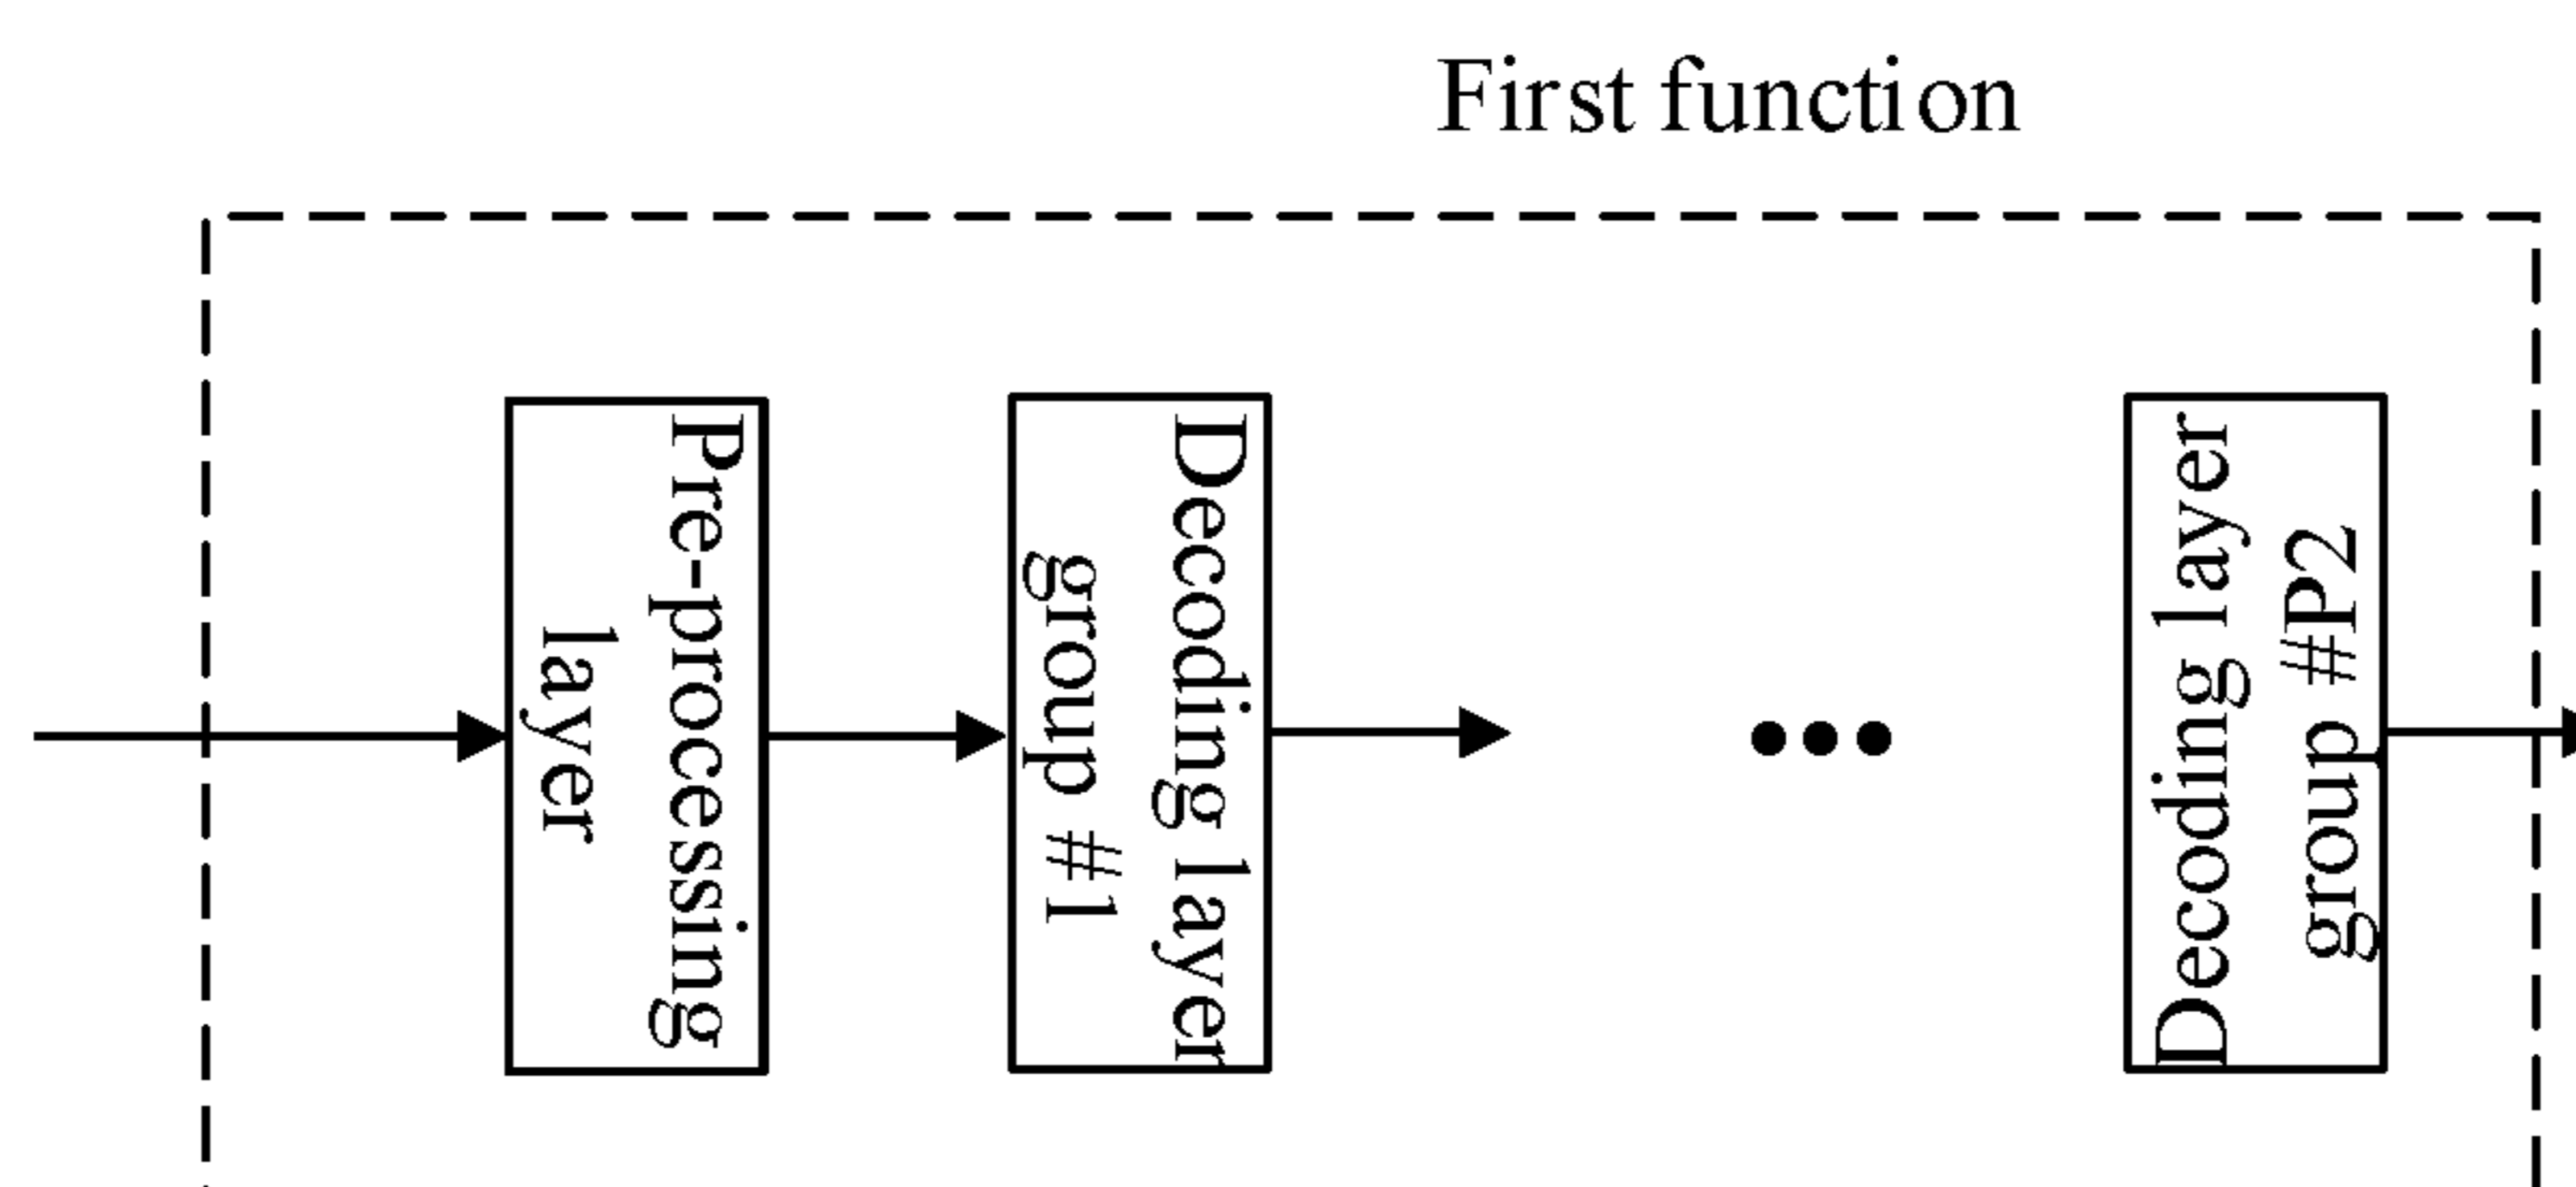 First function
Pre-processing
layer
Decoding layer
group #1
Decoding layer
group #P2